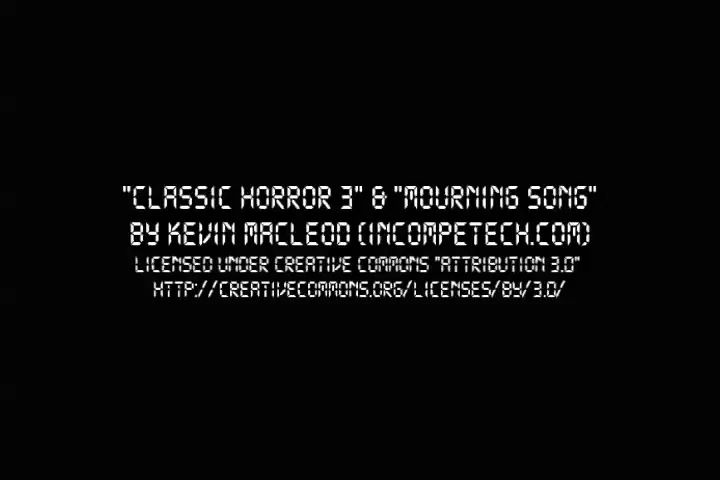 "CLASSIC HORROR 3" & "MOURNING SONG"
BY KEVIN MACLEOD (INCOMPETECH.COM)
LICENSED UNDER CREATIVE COMMONS "ATTRIBUTION 3.0"
HTTP://CREATIVECOMMONS.ORG/LICENSES/BY/3.0/